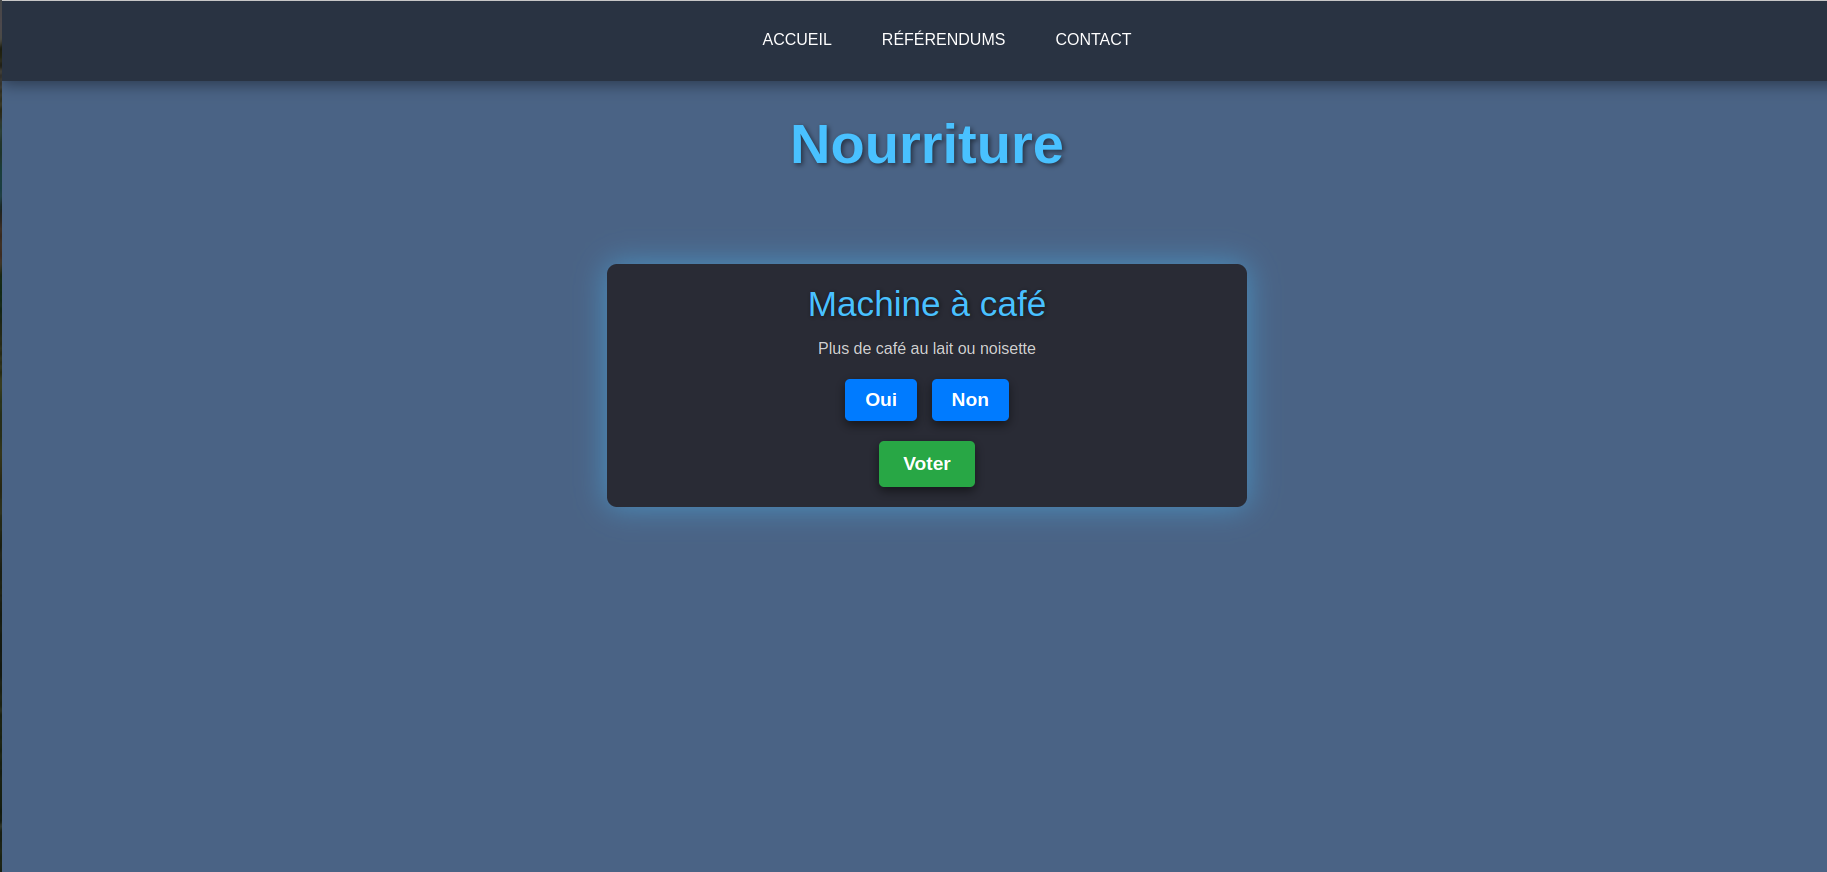 ACCUEIL RÉFÉRENDUMS CONTACT
Nourriture
Machine à café
Plus de café au lait ou noisette
Oui Non
Voter